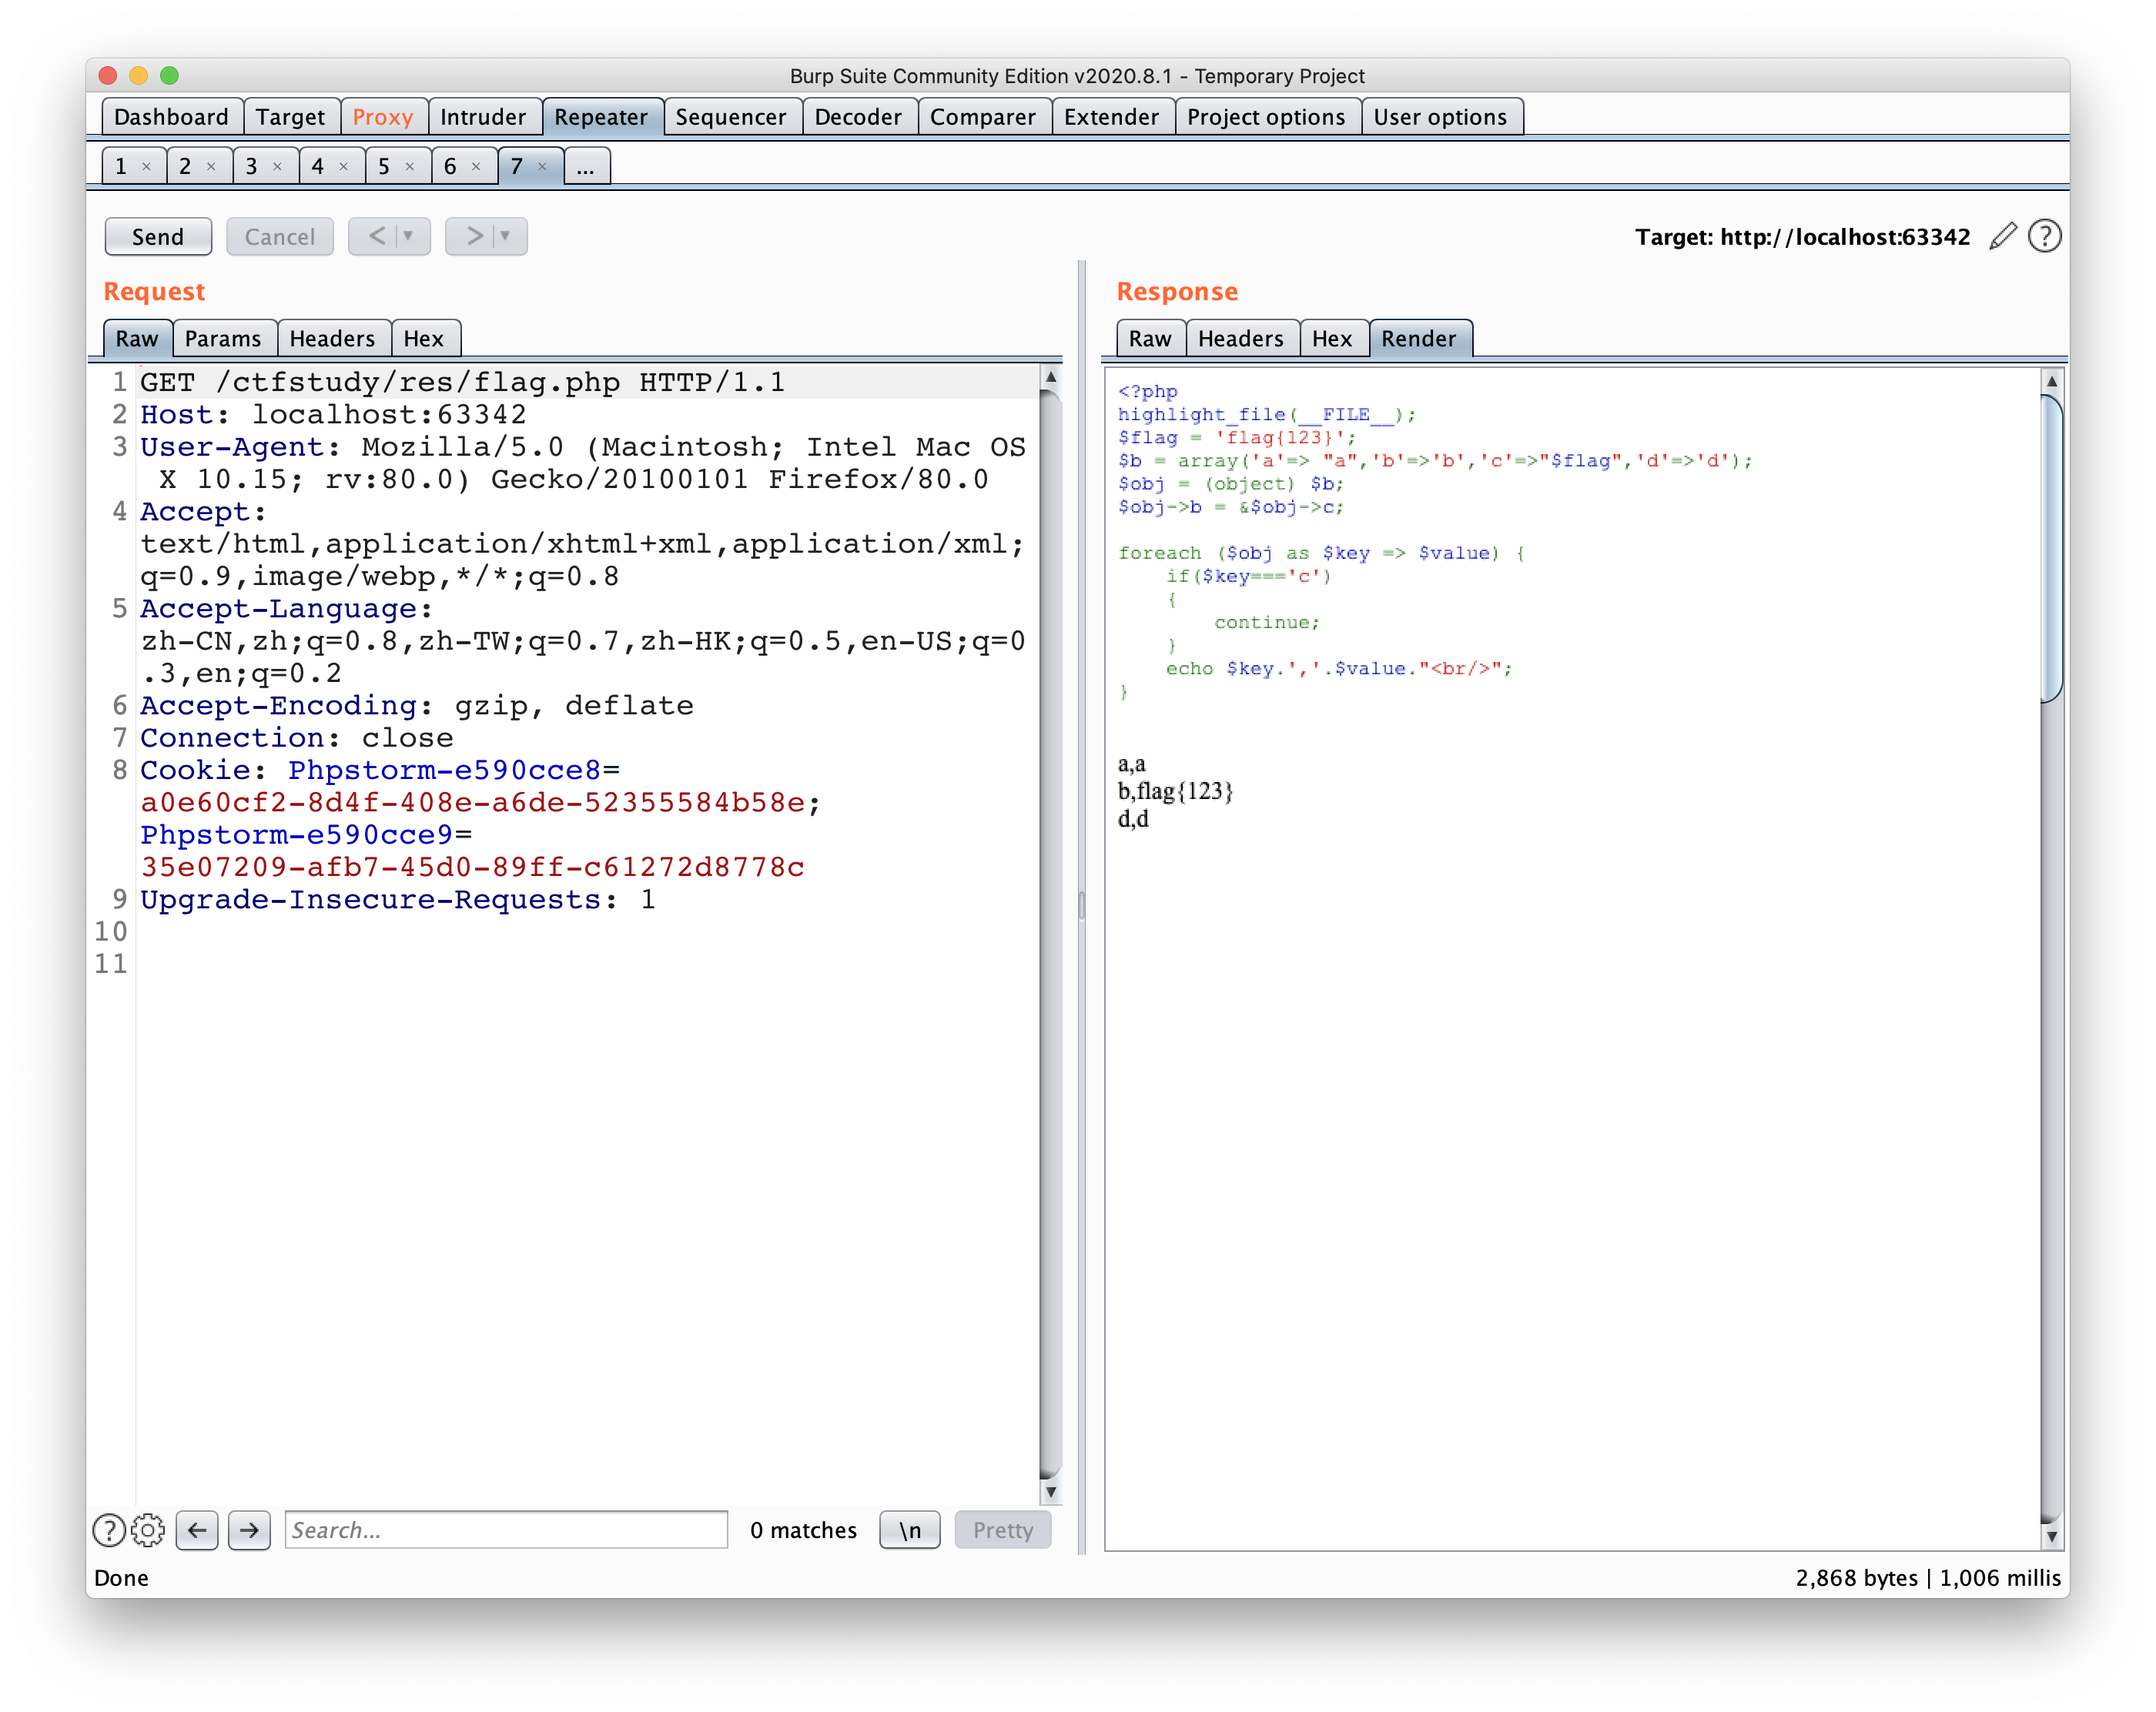 Burp Suite Community Edition v2020.8.1 - Temporary Project
Dashboard Target Proxy Intruder Repeater Sequencer Decoder Comparer Extender Project options User options
1 × 2 × 3 × 4 × 5 × 6 × 7 × ...
Send Cancel < > Target: http://localhost:63342 ?
Request
Raw Params Headers Hex
1 GET /ctfstudy/res/flag.php HTTP/1.1
2 Host: localhost:63342
3 User-Agent: Mozilla/5.0 (Macintosh; Intel Mac OS
X 10.15; rv:80.0) Gecko/20100101 Firefox/80.0
4 Accept:
text/html,application/xhtml+xml,application/xml;
q=0.9,image/webp,*/*;q=0.8
5 Accept-Language:
zh-CN,zh;q=0.8,zh-TW;q=0.7,zh-HK;q=0.5,en-US;q=0
.3,en;q=0.2
6 Accept-Encoding: gzip, deflate
7 Connection: close
8 Cookie: Phpstorm-e590cce8=
a0e60cf2-8d4f-408e-a6de-52355584b58e;
Phpstorm-e590cce9=
35e07209-afb7-45d0-89ff-c61272d8778c
9 Upgrade-Insecure-Requests: 1
10
11
? Search... 0 matches \n Pretty
Response
Raw Headers Hex Render
<?php
highlight_file(__FILE__);
$flag = 'flag{123}';
$b = array('a'=> "a",'b'=>'b','c'=>"$flag",'d'=>'d');
$obj = (object) $b;
$obj->b = &$obj->c;
foreach ($obj as $key => $value) {
if($key==='c')
{
continue;
}
echo $key.','.$value."<br/>";
}
a,a
b,flag{123}
d,d
Done
2,868 bytes | 1,006 millis